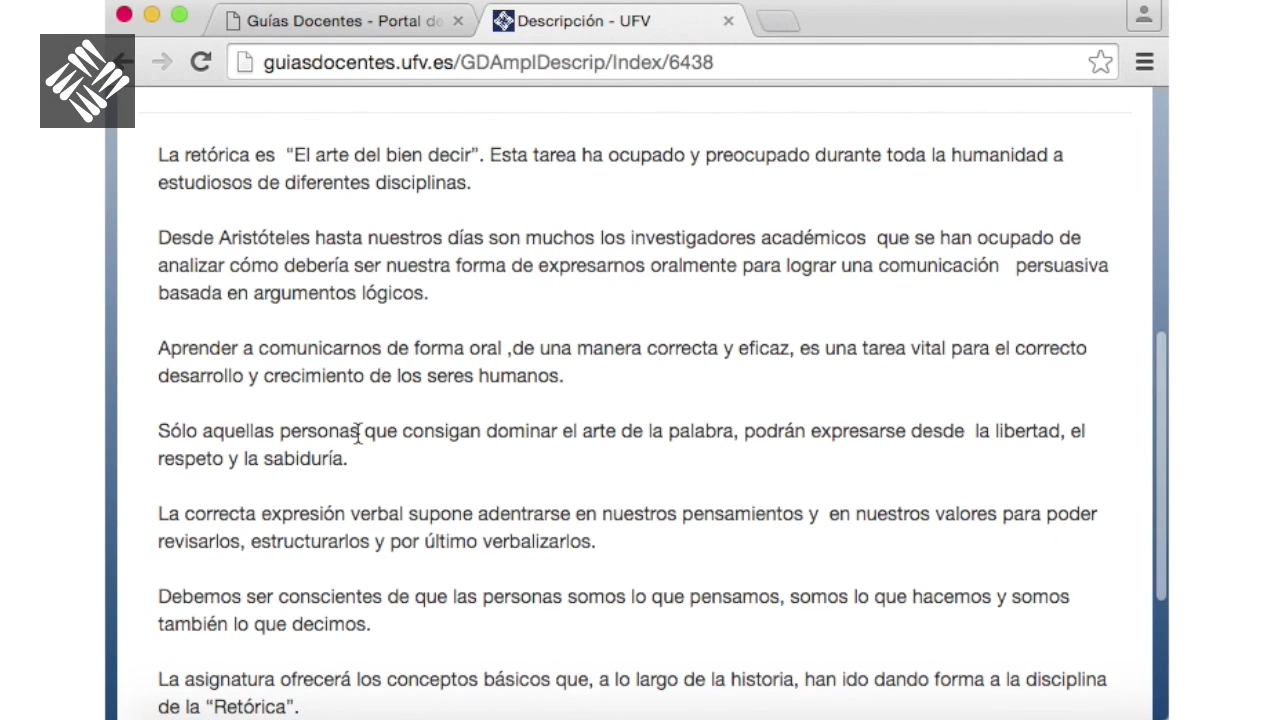 Guías Docentes - Portal de
Descripción - UFV
guiasdocentes.ufv.es/GDAmplDescrip/Index/6438
La retórica es “El arte del bien decir”. Esta tarea ha ocupado y preocupado durante toda la humanidad a
estudiosos de diferentes disciplinas.
Desde Aristóteles hasta nuestros días son muchos los investigadores académicos que se han ocupado de
analizar cómo debería ser nuestra forma de expresarnos oralmente para lograr una comunicación persuasiva
basada en argumentos lógicos.
Aprender a comunicarnos de forma oral ,de una manera correcta y eficaz, es una tarea vital para el correcto
desarrollo y crecimiento de los seres humanos.
Sólo aquellas personas que consigan dominar el arte de la palabra, podrán expresarse desde la libertad, el
respeto y la sabiduría.
La correcta expresión verbal supone adentrarse en nuestros pensamientos y en nuestros valores para poder
revisarlos, estructurarlos y por último verbalizarlos.
Debemos ser conscientes de que las personas somos lo que pensamos, somos lo que hacemos y somos
también lo que decimos.
La asignatura ofrecerá los conceptos básicos que, a lo largo de la historia, han ido dando forma a la disciplina
de la “Retórica”.